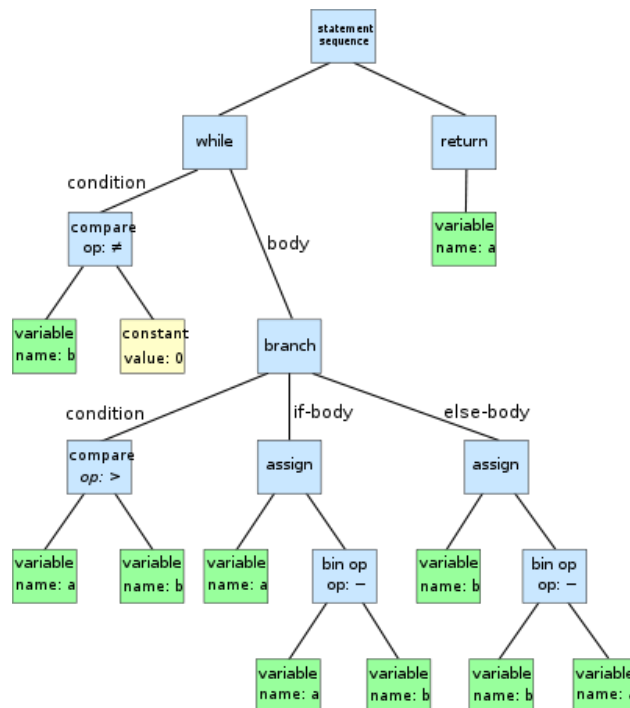 statement
sequence
while
return
condition
compare
op: ≠
body
variable
name: a
variable
name: b
constant
value: 0
branch
condition
if-body
else-body
compare
op: >
assign
assign
variable
name: a
variable
name: b
variable
name: a
bin op
op: −
variable
name: b
bin op
op: −
variable
name: a
variable
name: b
variable
name: b
variable
name: a